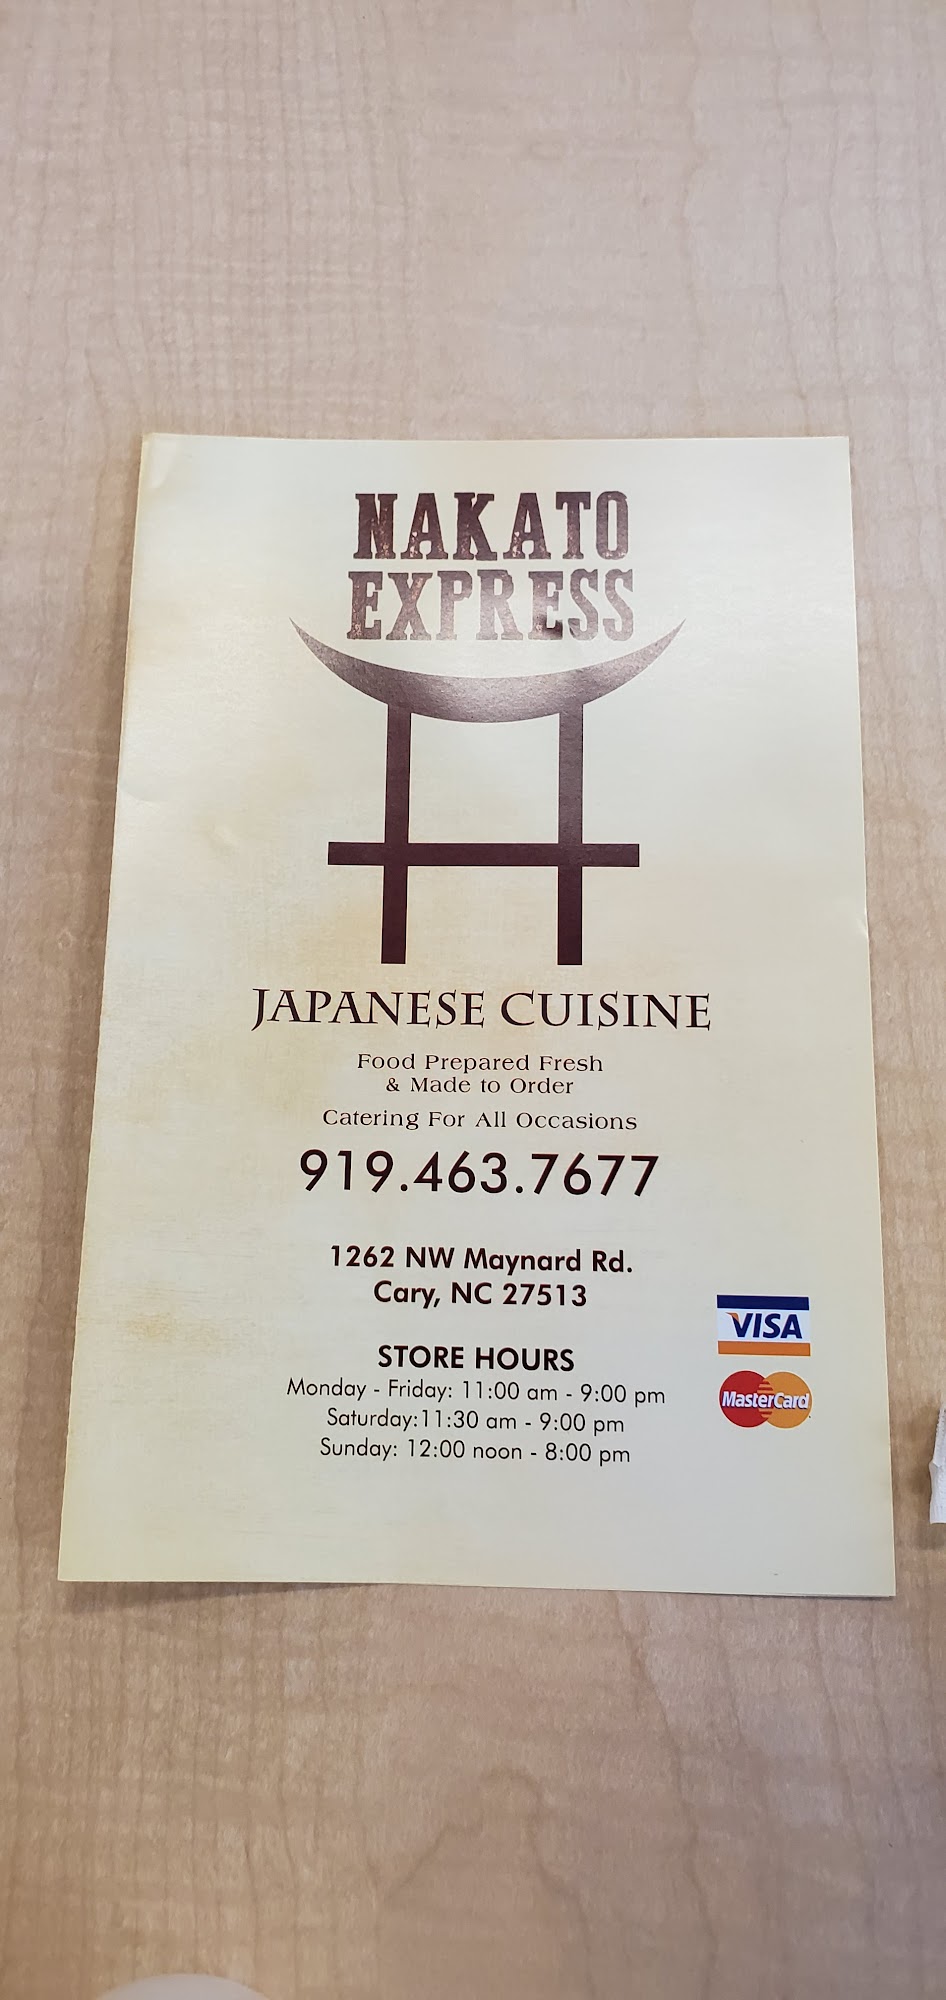 NAKATO
EXPRESS
JAPANESE CUISINE
Food Prepared Fresh
& Made to Order
Catering For All Occasions
919.463.7677
1262 NW Maynard Rd.
Cary, NC 27513
VISA
MasterCard
STORE HOURS
Monday - Friday: 11:00 am - 9:00 pm
Saturday:11:30 am - 9:00 pm
Sunday: 12:00 noon - 8:00 pm